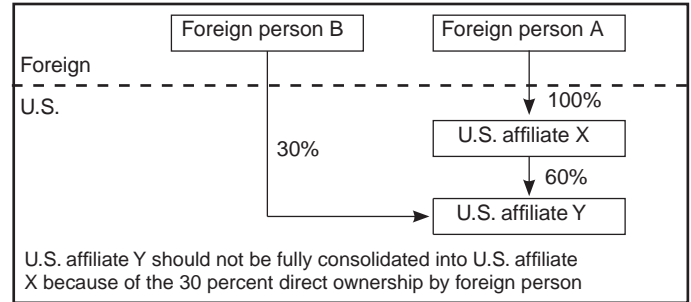 Foreign person B
Foreign person A
Foreign
U.S.
100%
U.S. affiliate X
30%
60%
U.S. affiliate Y
U.S. affiliate Y should not be fully consolidated into U.S. affiliate
X because of the 30 percent direct ownership by foreign person